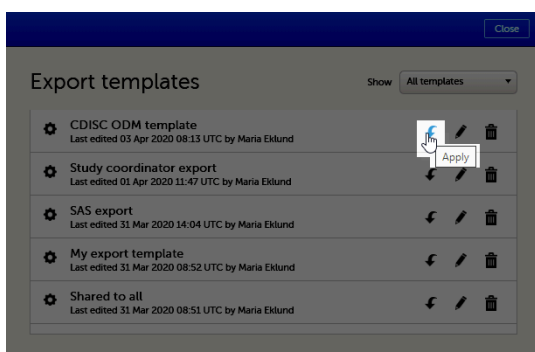 Close
Export templates
Show All templates
CDISC ODM template
Last edited 03 Apr 2020 08:13 UTC by Maria Eklund
Apply
Study coordinator export
Last edited 01 Apr 2020 11:47 UTC by Maria Eklund
SAS export
Last edited 31 Mar 2020 14:04 UTC by Maria Eklund
My export template
Last edited 31 Mar 2020 08:52 UTC by Maria Eklund
Shared to all
Last edited 31 Mar 2020 08:51 UTC by Maria Eklund